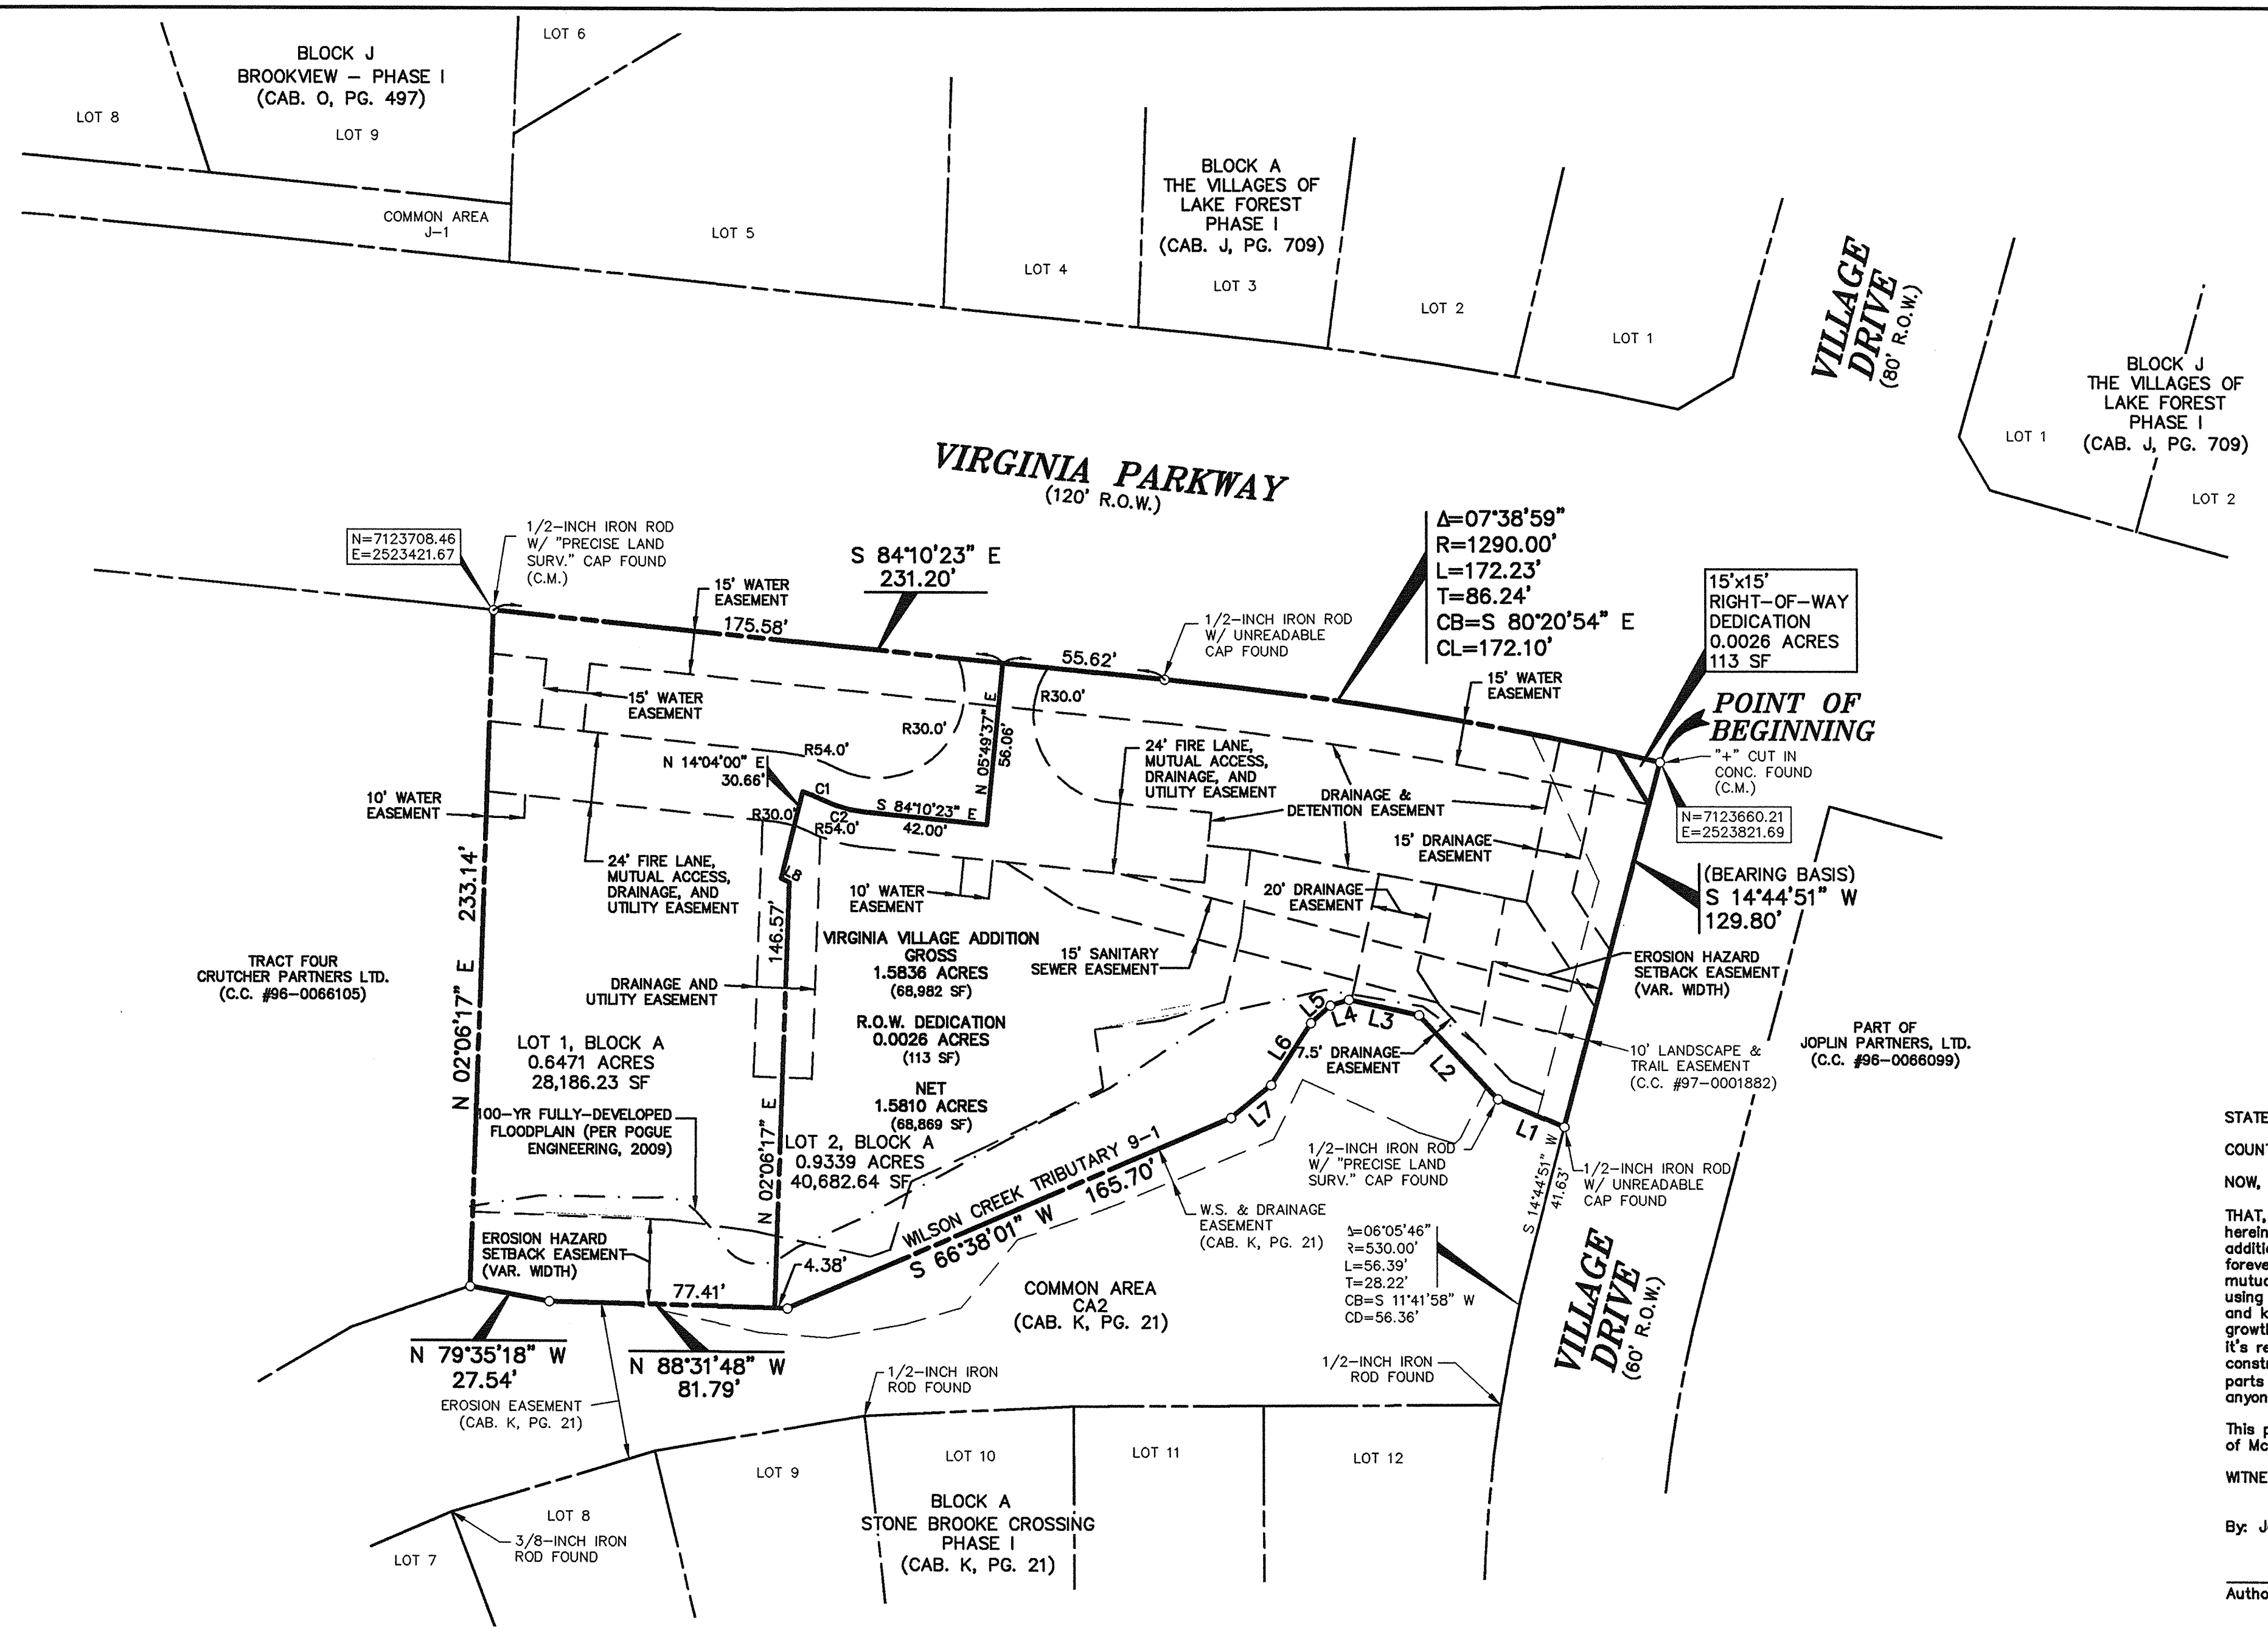 LOT 6
BLOCK J
BROOKVIEW – PHASE I
(CAB. O, PG. 497)
LOT 8
LOT 9
COMMON AREA
J–1
LOT 5
LOT 4
BLOCK A
THE VILLAGES OF
LAKE FOREST
PHASE I
(CAB. J, PG. 709)
LOT 3
LOT 2
LOT 1
VILLAGE
DRIVE
(80' R.O.W.)
BLOCK J
THE VILLAGES OF
LAKE FOREST
PHASE I
(CAB. J, PG. 709)
LOT 1
LOT 2
VIRGINIA PARKWAY
(120' R.O.W.)
N=7123708.46
E=2523421.67
1/2–INCH IRON ROD
W/ "PRECISE LAND
SURV." CAP FOUND
(C.M.)
15' WATER
EASEMENT
175.58'
S 84°10'23" E
231.20'
1/2–INCH IRON ROD
W/ UNREADABLE
CAP FOUND
55.62'
Δ=07°38'59"
R=1290.00'
L=172.23'
T=86.24'
CB=S 80°20'54" E
CL=172.10'
15' WATER
EASEMENT
15'x15'
RIGHT–OF–WAY
DEDICATION
0.0026 ACRES
113 SF
POINT OF
BEGINNING
"+" CUT IN
CONC. FOUND
(C.M.)
N=7123660.21
E=2523821.69
15' WATER
EASEMENT
R30.0'
R30.0'
N 05°49'37" E
56.06'
R54.0'
N 14°04'00" E
30.66'
C1
C2
R30.0'
R54.0'
S 84°10'23" E
42.00'
L8
10' WATER
EASEMENT
24' FIRE LANE,
MUTUAL ACCESS,
DRAINAGE, AND
UTILITY EASEMENT
24' FIRE LANE,
MUTUAL ACCESS,
DRAINAGE, AND
UTILITY EASEMENT
DRAINAGE &
DETENTION EASEMENT
15' DRAINAGE
EASEMENT
20' DRAINAGE
EASEMENT
10' WATER
EASEMENT
(BEARING BASIS)
S 14°44'51" W
129.80'
N 02°06'17" E 233.14'
146.57'
N 02°06'17" E
VIRGINIA VILLAGE ADDITION
GROSS
1.5836 ACRES
(68,982 SF)
R.O.W. DEDICATION
0.0026 ACRES
(113 SF)
NET
1.5810 ACRES
(68,869 SF)
15' SANITARY
SEWER EASEMENT
EROSION HAZARD
SETBACK EASEMENT
(VAR. WIDTH)
TRACT FOUR
CRUTCHER PARTNERS LTD.
(C.C. #96–0066105)
DRAINAGE AND
UTILITY EASEMENT
LOT 1, BLOCK A
0.6471 ACRES
28,186.23 SF
LOT 2, BLOCK A
0.9339 ACRES
40,682.64 SF
100–YR FULLY–DEVELOPED
FLOODPLAIN (PER POGUE
ENGINEERING, 2009)
L5
L4
L3
L6
L2
L7
L1
7.5' DRAINAGE
EASEMENT
10' LANDSCAPE &
TRAIL EASEMENT
(C.C. #97–0001882)
PART OF
JOPLIN PARTNERS, LTD.
(C.C. #96–0066099)
1/2–INCH IRON ROD
W/ "PRECISE LAND
SURV." CAP FOUND
1/2–INCH IRON ROD
W/ UNREADABLE
CAP FOUND
S 14°44'51" W
41.63'
WILSON CREEK TRIBUTARY 9–1
S 66°38'01" W 165.70'
W.S. & DRAINAGE
EASEMENT
(CAB. K, PG. 21)
EROSION HAZARD
SETBACK EASEMENT
(VAR. WIDTH)
4.38'
77.41'
N 79°35'18" W
27.54'
N 88°31'48" W
81.79'
EROSION EASEMENT
(CAB. K, PG. 21)
COMMON AREA
CA2
(CAB. K, PG. 21)
=06°05'46"
=530.00'
L=56.39'
T=28.22'
CB=S 11°41'58" W
CD=56.36'
VILLAGE
DRIVE
(60' R.O.W.)
1/2–INCH IRON
ROD FOUND
1/2–INCH IRON
ROD FOUND
LOT 7
LOT 8
3/8–INCH IRON
ROD FOUND
LOT 9
LOT 10
LOT 11
LOT 12
BLOCK A
STONE BROOKE CROSSING
PHASE I
(CAB. K, PG. 21)
STATE
COUN
NOW,
THAT,
herein
additi
foreve
mutuc
using
and k
growth
it's re
constr
parts
anyon
This p
of Mc
WITNE
By: J
Autho